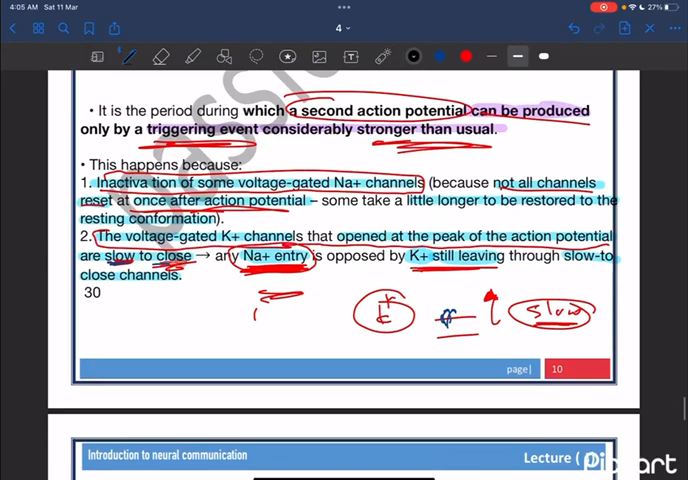 4:05 AM Sat 11 Mar
27%
4
• It is the period during which a second action potential can be produced
only by a triggering event considerably stronger than usual.
• This happens because:
1. Inactivation of some voltage-gated Na+ channels (because not all channels
reset at once after action potential – some take a little longer to be restored to the
resting conformation).
2. The voltage-gated K+ channels that opened at the peak of the action potential
are slow to close → any Na+ entry is opposed by K+ still leaving through slow-to
close channels.
30
slow
page| 10
Introduction to neural communication
Lecture (
PicsArt